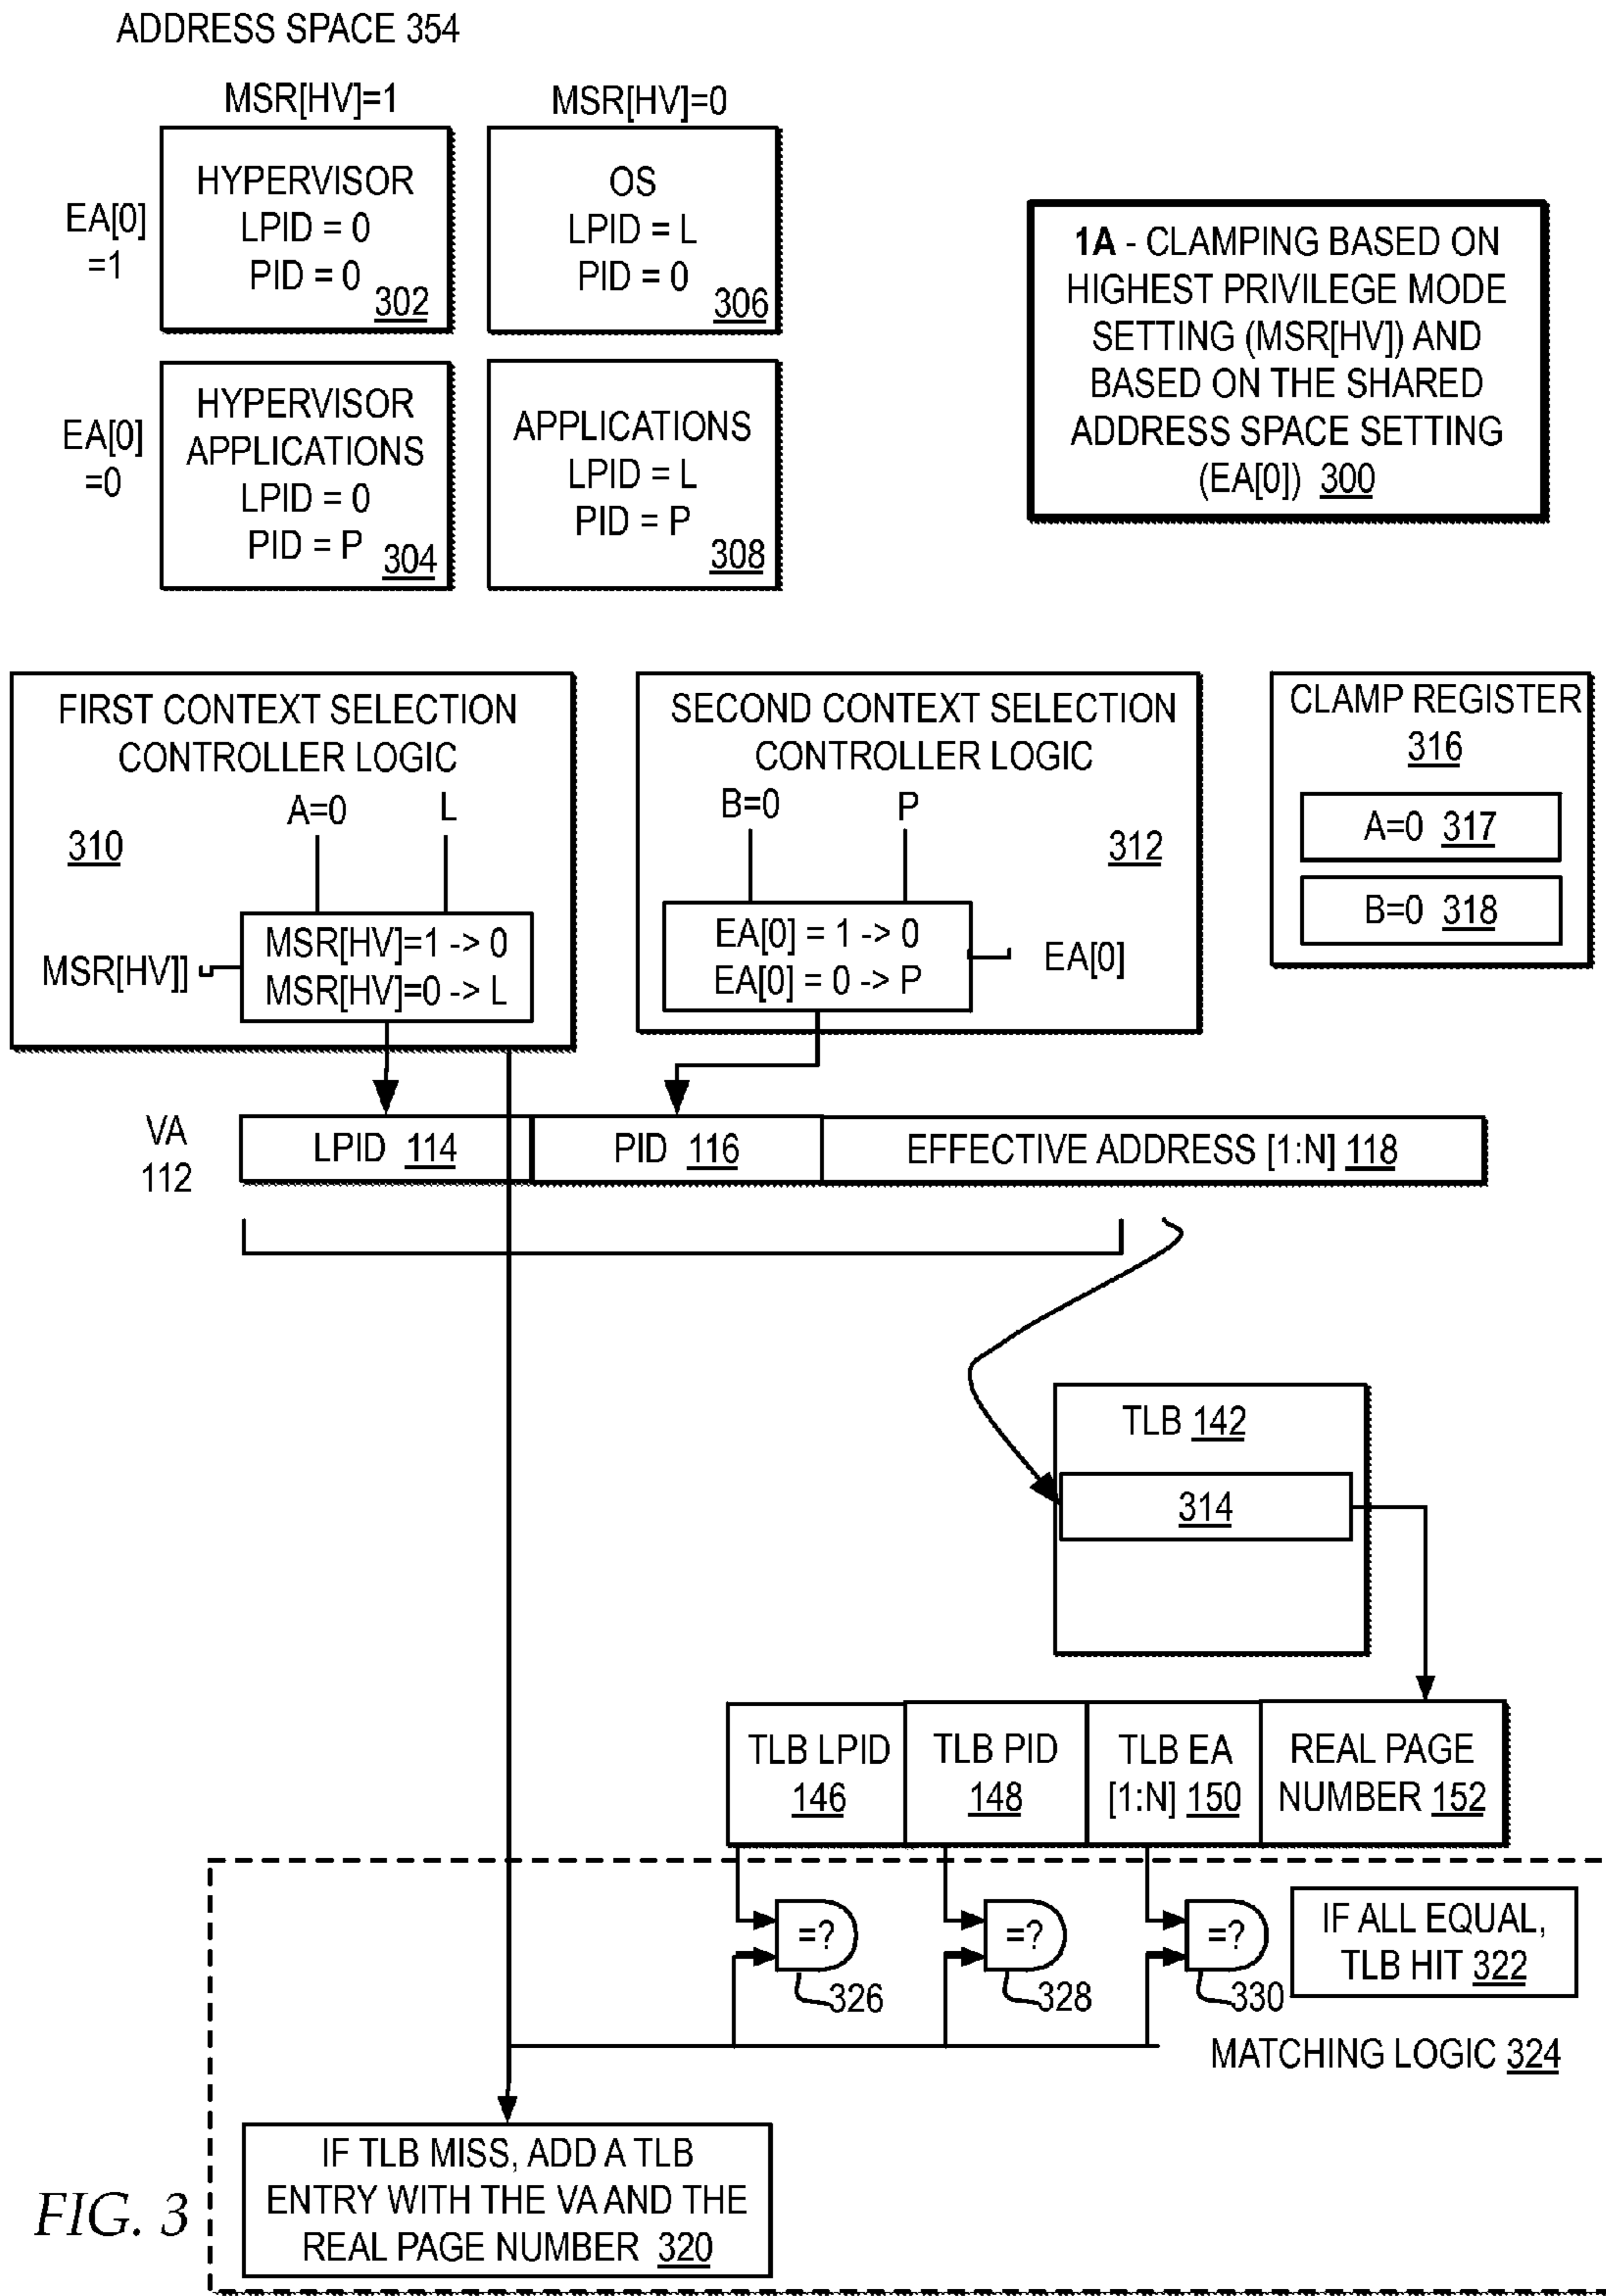 ADDRESS SPACE 354
MSR[HV]=1
MSR[HV]=0
EA[0]
=1
HYPERVISOR
LPID = 0
PID = 0
302
OS
LPID = L
PID = 0
306
EA[0]
=0
HYPERVISOR
APPLICATIONS
LPID = 0
PID = P
304
APPLICATIONS
LPID = L
PID = P
308
1A - CLAMPING BASED ON
HIGHEST PRIVILEGE MODE
SETTING (MSR[HV]) AND
BASED ON THE SHARED
ADDRESS SPACE SETTING
(EA[0]) 300
FIRST CONTEXT SELECTION
CONTROLLER LOGIC
A=0 L
310
MSR[HV]]
MSR[HV]=1 -> 0
MSR[HV]=0 -> L
SECOND CONTEXT SELECTION
CONTROLLER LOGIC
B=0 P
312
EA[0] = 1 -> 0
EA[0] = 0 -> P
EA[0]
CLAMP REGISTER
316
A=0 317
B=0 318
VA
112
LPID 114
PID 116
EFFECTIVE ADDRESS [1:N] 118
TLB 142
314
TLB LPID
146
TLB PID
148
TLB EA
[1:N] 150
REAL PAGE
NUMBER 152
=?
326
=?
328
=?
330
IF ALL EQUAL,
TLB HIT 322
MATCHING LOGIC 324
IF TLB MISS, ADD A TLB
ENTRY WITH THE VA AND THE
REAL PAGE NUMBER 320
FIG. 3